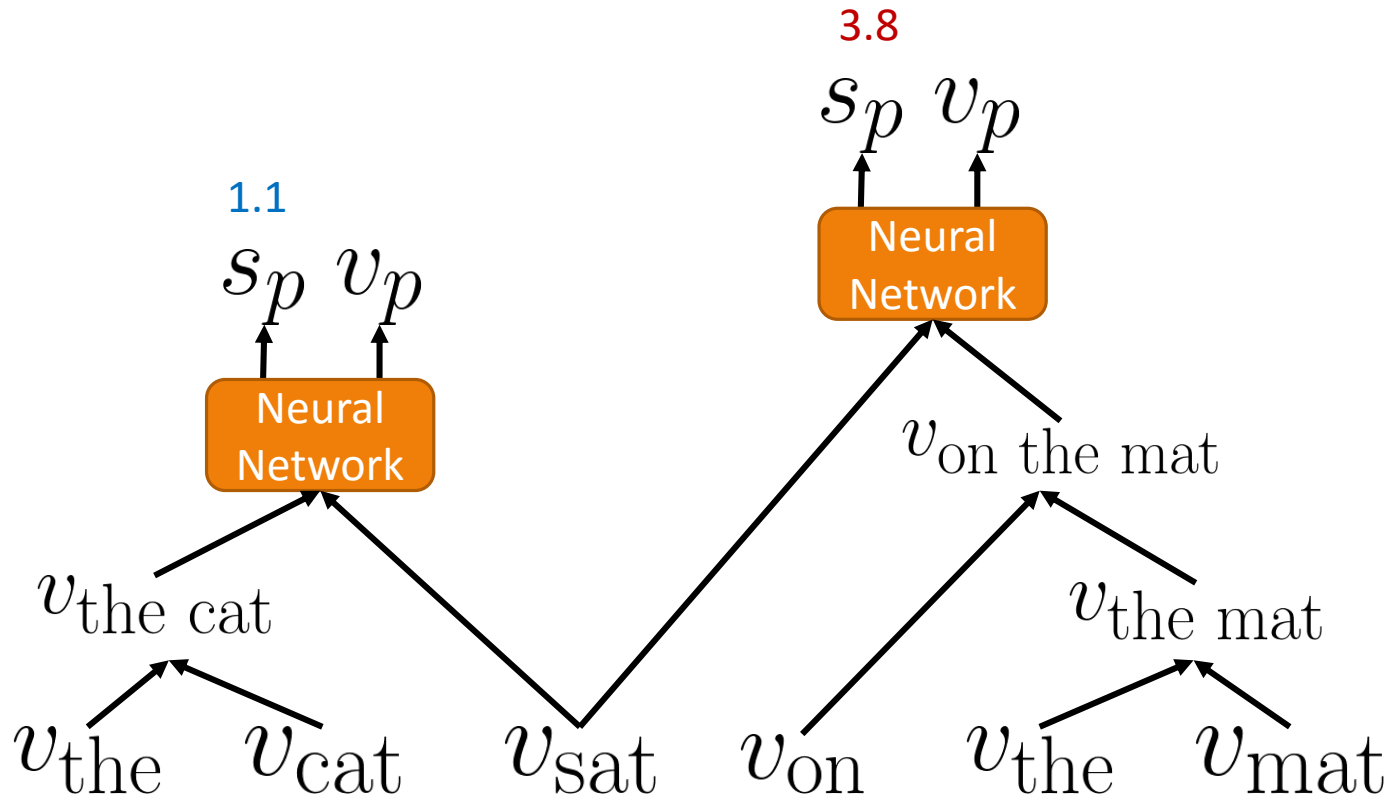 3.8
s_p v_p
1.1
Neural
Network
s_p v_p
Neural
Network
v_on the mat
v_the cat
v_the mat
v_the v_cat v_sat v_on v_the v_mat